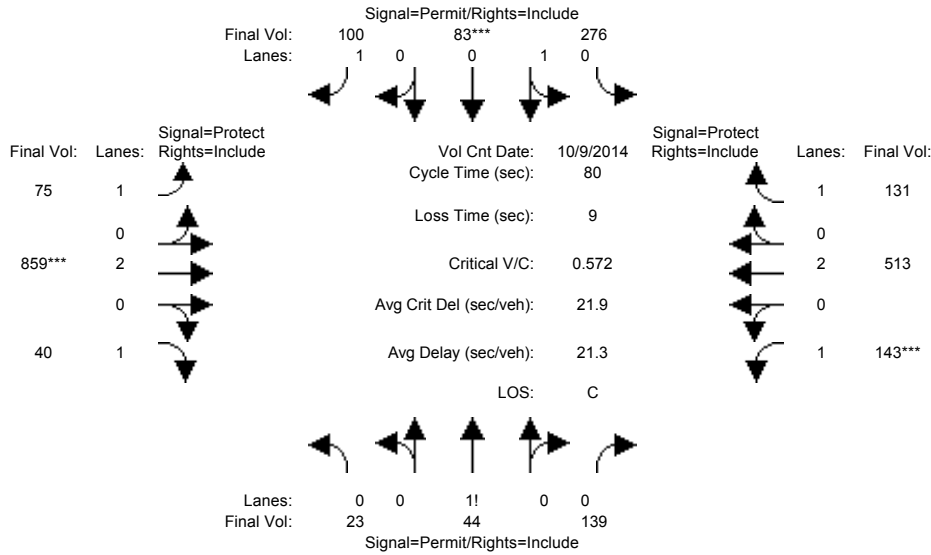 Signal=Permit/Rights=Include
Final Vol: 100 83*** 276
Lanes: 1 0 0 1 0
Signal=Protect Signal=Protect
Final Vol: Lanes: Rights=Include Vol Cnt Date: 10/9/2014 Rights=Include Lanes: Final Vol:
Cycle Time (sec): 80
75 1 1 131
Loss Time (sec): 9
0 0
859*** 2 Critical V/C: 0.572 2 513
0 Avg Crit Del (sec/veh): 21.9 0
40 1 Avg Delay (sec/veh): 21.3 1 143***
LOS: C
Lanes: 0 0 1! 0 0
Final Vol: 23 44 139
Signal=Permit/Rights=Include